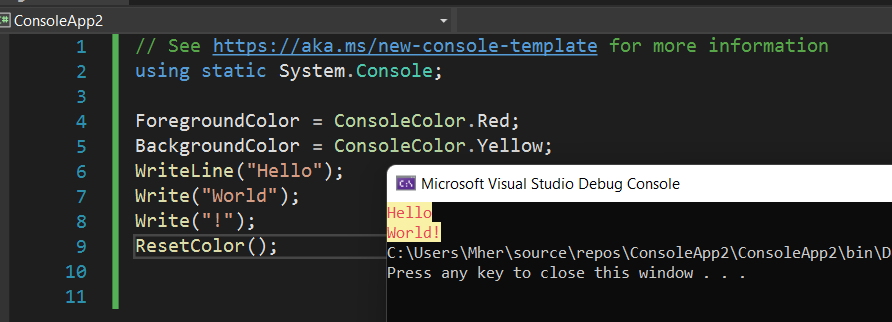 ConsoleApp2
1 // See https://aka.ms/new-console-template for more information
2 using static System.Console;
3
4 ForegroundColor = ConsoleColor.Red;
5 BackgroundColor = ConsoleColor.Yellow;
6 WriteLine("Hello");
7 Write("World");
8 Write("!");
9 ResetColor();
10
11
C:\ Microsoft Visual Studio Debug Console
Hello
World!
C:\Users\Mher\source\repos\ConsoleApp2\ConsoleApp2\bin\D
Press any key to close this window . . .